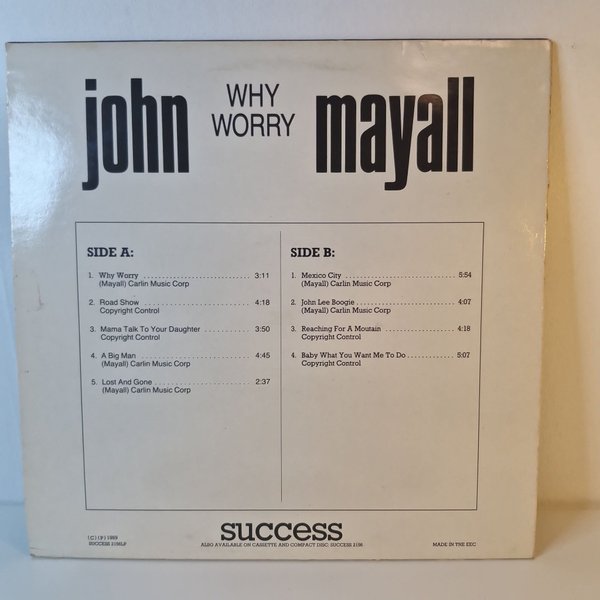 john WHY WORRY mayall
SIDE A:
1. Why Worry 3:11
(Mayall) Carlin Music Corp
2. Road Show 4:18
Copyright Control
3. Mama Talk To Your Daughter 3:50
Copyright Control
4. A Big Man 4:45
(Mayall) Carlin Music Corp
5. Lost And Gone 2:37
(Mayall) Carlin Music Corp
SIDE B:
1. Mexico City 5:54
(Mayall) Carlin Music Corp
2. John Lee Boogie 4:07
(Mayall) Carlin Music Corp
3. Reaching For A Moutain 4:18
Copyright Control
4. Baby What You Want Me To Do 5:07
Copyright Control
(C) (P) 1989
SUCCESS 2156LP
success
ALSO AVAILABLE ON CASSETTE AND COMPACT DISC: SUCCESS 2156
MADE IN THE EEC